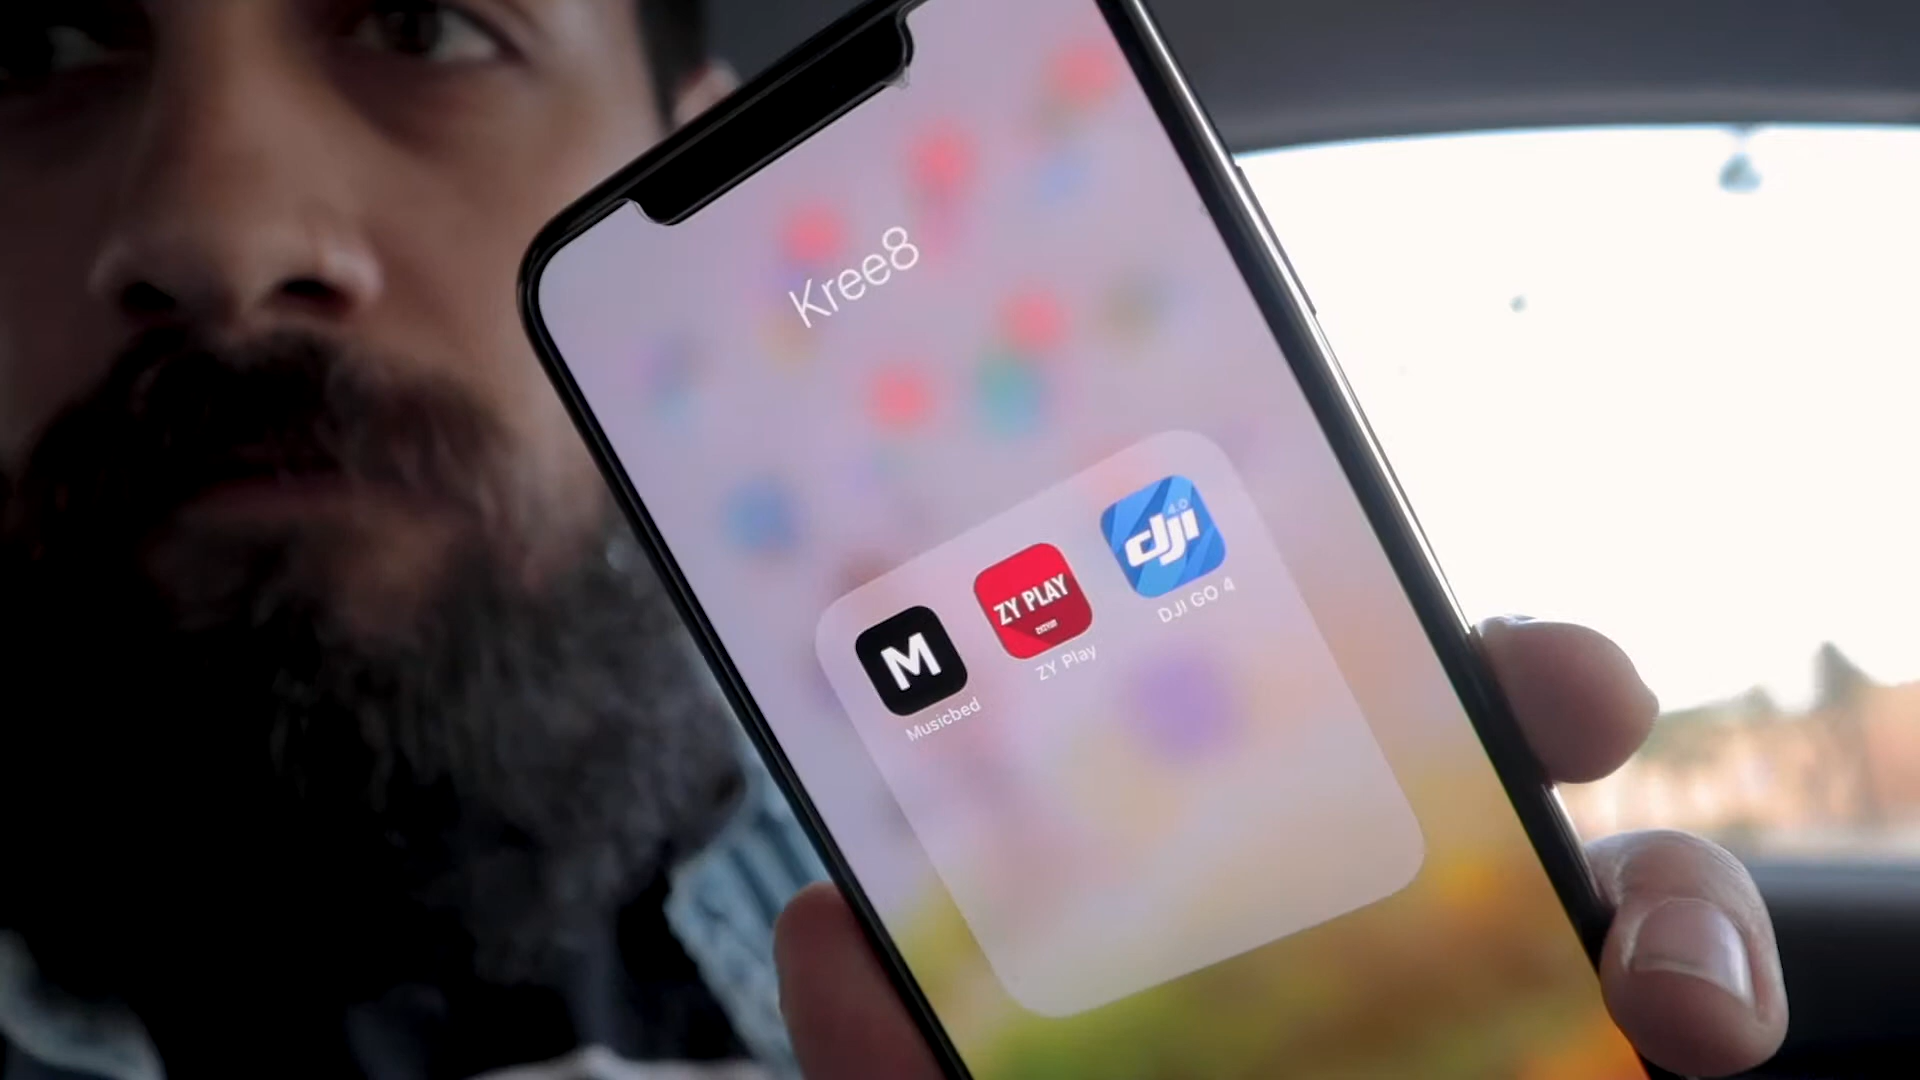 Kree8
M
Musicbed
ZY PLAY
ZY Play
4.0
dji
DJI GO 4